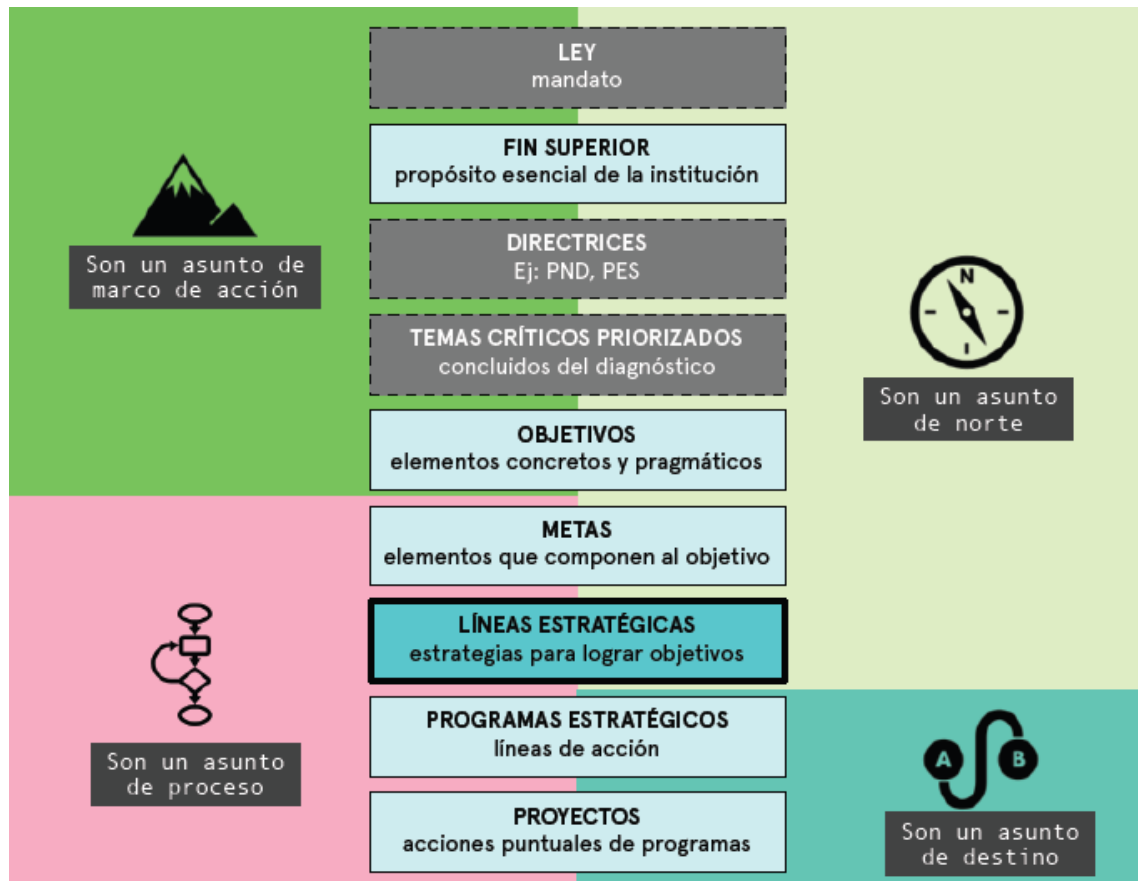 LEY
mandato
FIN SUPERIOR
propósito esencial de la institución
DIRECTRICES
Ej: PND, PES
TEMAS CRÍTICOS PRIORIZADOS
concluidos del diagnóstico
OBJETIVOS
elementos concretos y pragmáticos
METAS
elementos que componen al objetivo
LÍNEAS ESTRATÉGICAS
estrategias para lograr objetivos
PROGRAMAS ESTRATÉGICOS
líneas de acción
PROYECTOS
acciones puntuales de programas
Son un asunto de
marco de acción
N
Son un asunto
de norte
Son un asunto
de proceso
A B
Son un asunto
de destino